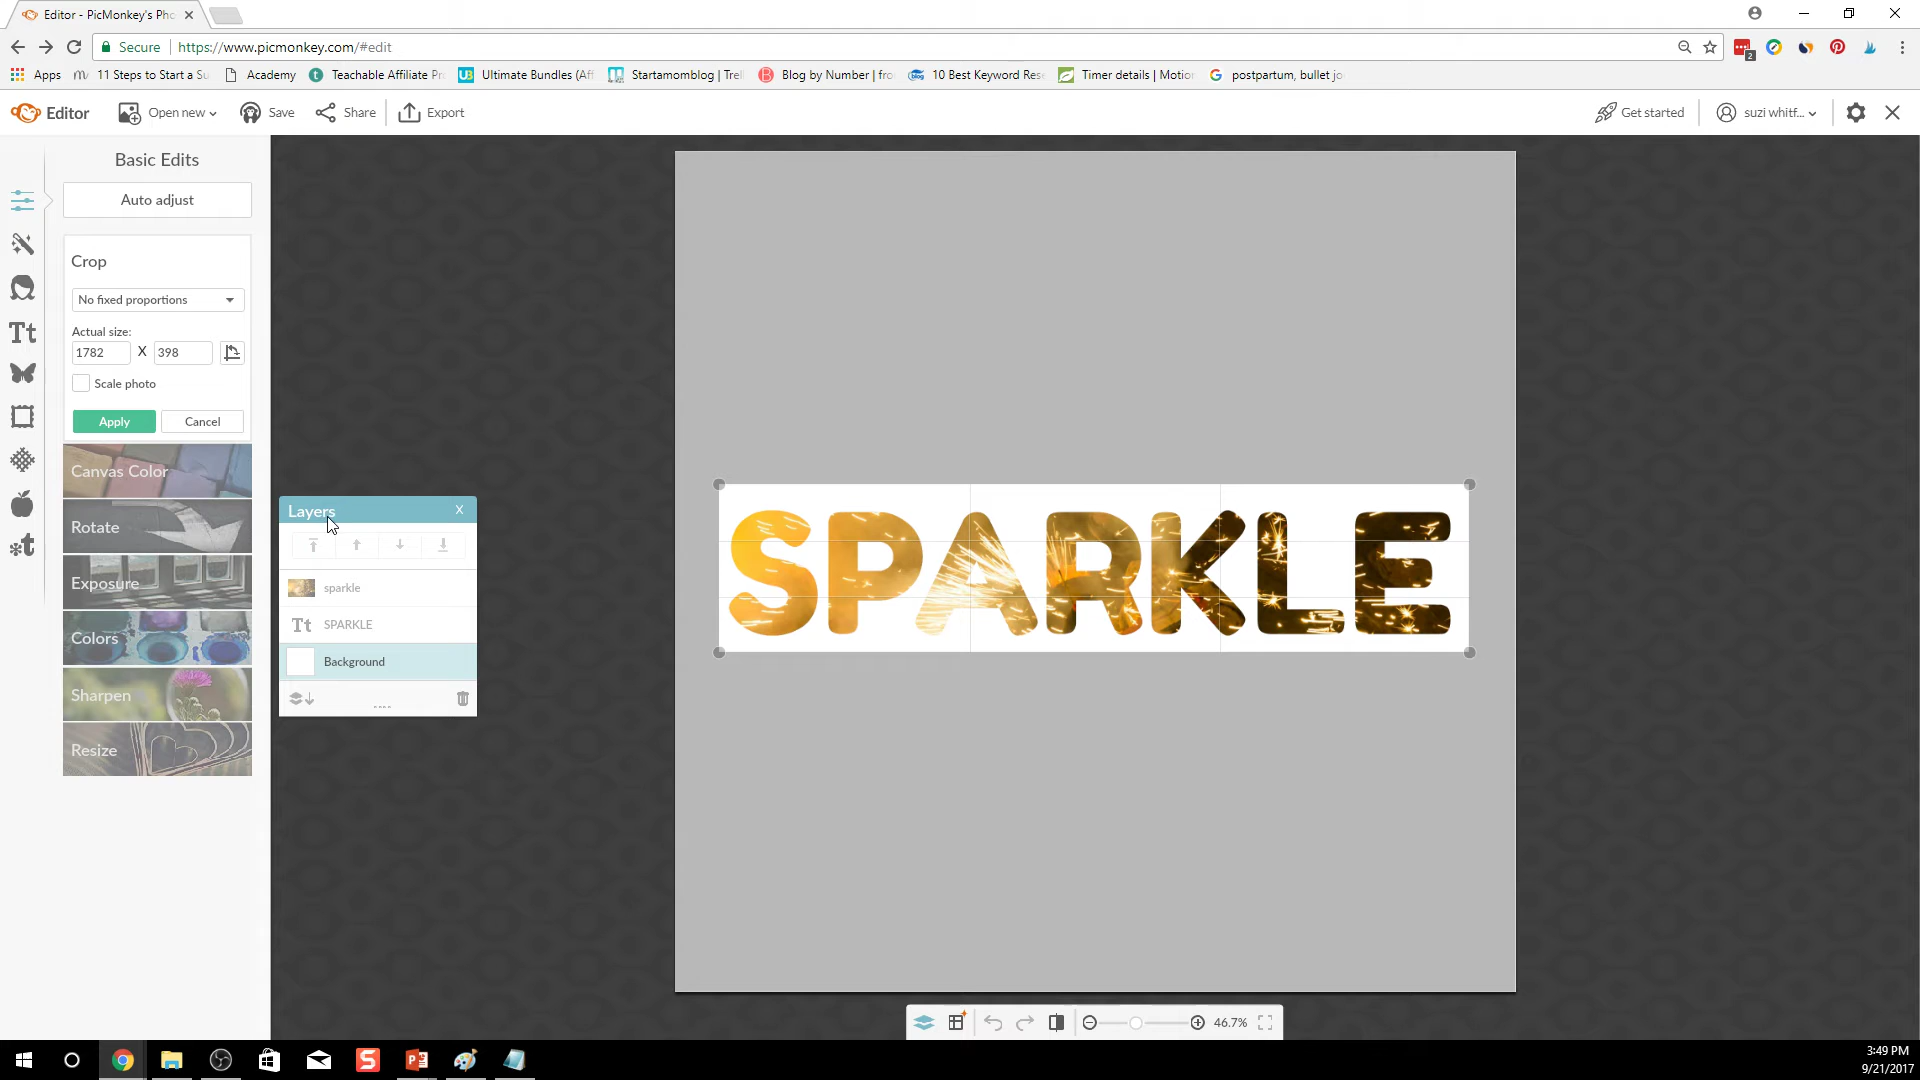 Editor - PicMonkey's Pho
Secure https://www.picmonkey.com/#edit
2
Apps 11 Steps to Start a Su Academy Teachable Affiliate Pr Ultimate Bundles (Aff Startamomblog | Trel Blog by Number | fro 10 Best Keyword Res Timer details | Motio postpartum, bullet jo
Editor Open new Save Share Export Get started suzi whitf...
Basic Edits
Auto adjust
Crop
No fixed proportions
Actual size:
1782 X 398
Scale photo
Apply Cancel
Canvas Color
Rotate
Exposure
Colors
Sharpen
Resize
Layers X
sparkle
Tt SPARKLE
Background
SPARKLE
46.7%
3:49 PM
9/21/2017